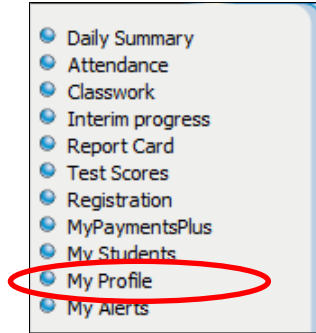 Daily Summary
Attendance
Classwork
Interim progress
Report Card
Test Scores
Registration
MyPaymentsPlus
My Students
My Profile
My Alerts